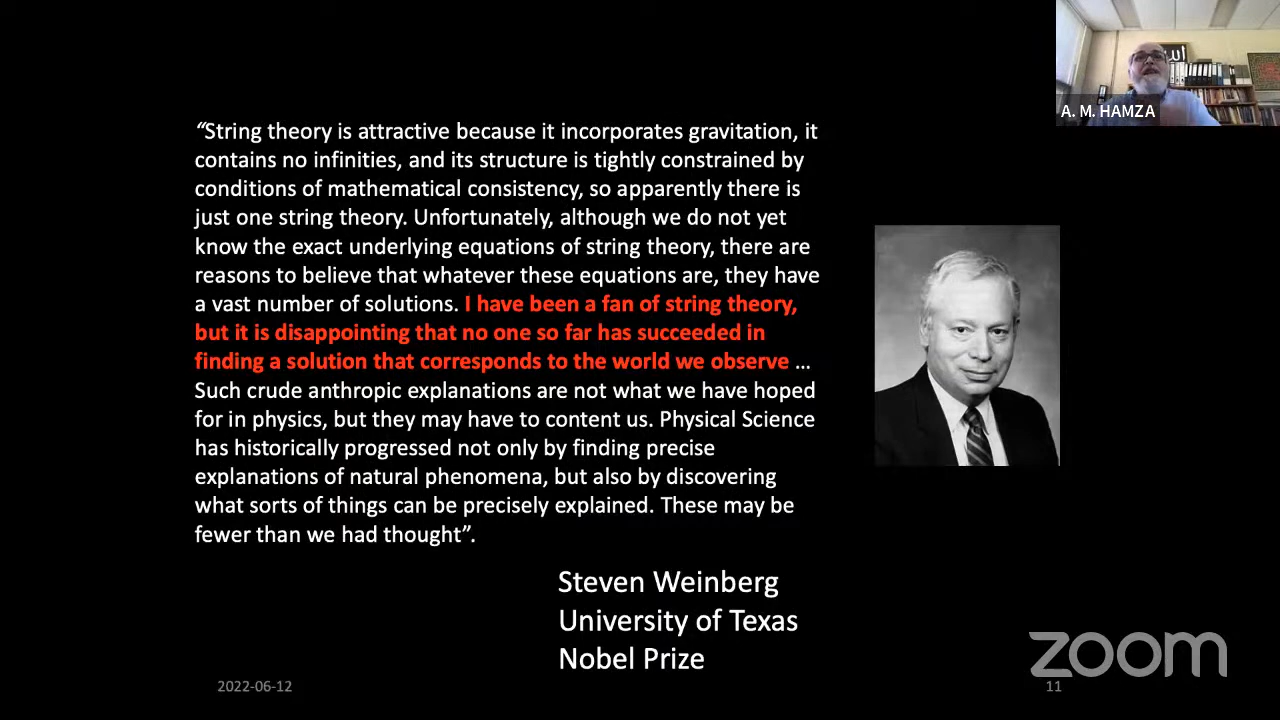 A. M. HAMZA
“String theory is attractive because it incorporates gravitation, it
contains no infinities, and its structure is tightly constrained by
conditions of mathematical consistency, so apparently there is
just one string theory. Unfortunately, although we do not yet
know the exact underlying equations of string theory, there are
reasons to believe that whatever these equations are, they have
a vast number of solutions. I have been a fan of string theory,
but it is disappointing that no one so far has succeeded in
finding a solution that corresponds to the world we observe ...
Such crude anthropic explanations are not what we have hoped
for in physics, but they may have to content us. Physical Science
has historically progressed not only by finding precise
explanations of natural phenomena, but also by discovering
what sorts of things can be precisely explained. These may be
fewer than we had thought”.
Steven Weinberg
University of Texas
Nobel Prize
zoom
2022-06-12
11